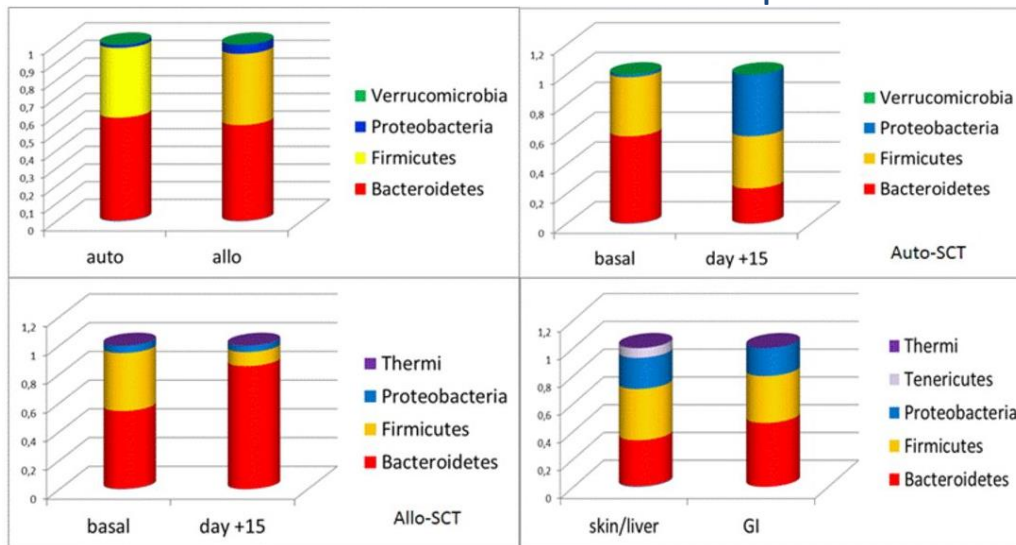 1
0,9
0,8
0,7
0,6
0,5
0,4
0,3
0,2
0,1
0
auto allo
Verrucomicrobia
Proteobacteria
Firmicutes
Bacteroidetes
1,2
1
0,8
0,6
0,4
0,2
0
basal day +15
Verrucomicrobia
Proteobacteria
Firmicutes
Bacteroidetes
Auto-SCT
1,2
1
0,8
0,6
0,4
0,2
0
basal day +15
Thermi
Proteobacteria
Firmicutes
Bacteroidetes
Allo-SCT
1,2
1
0,8
0,6
0,4
0,2
0
skin/liver GI
Thermi
Tenericutes
Proteobacteria
Firmicutes
Bacteroidetes